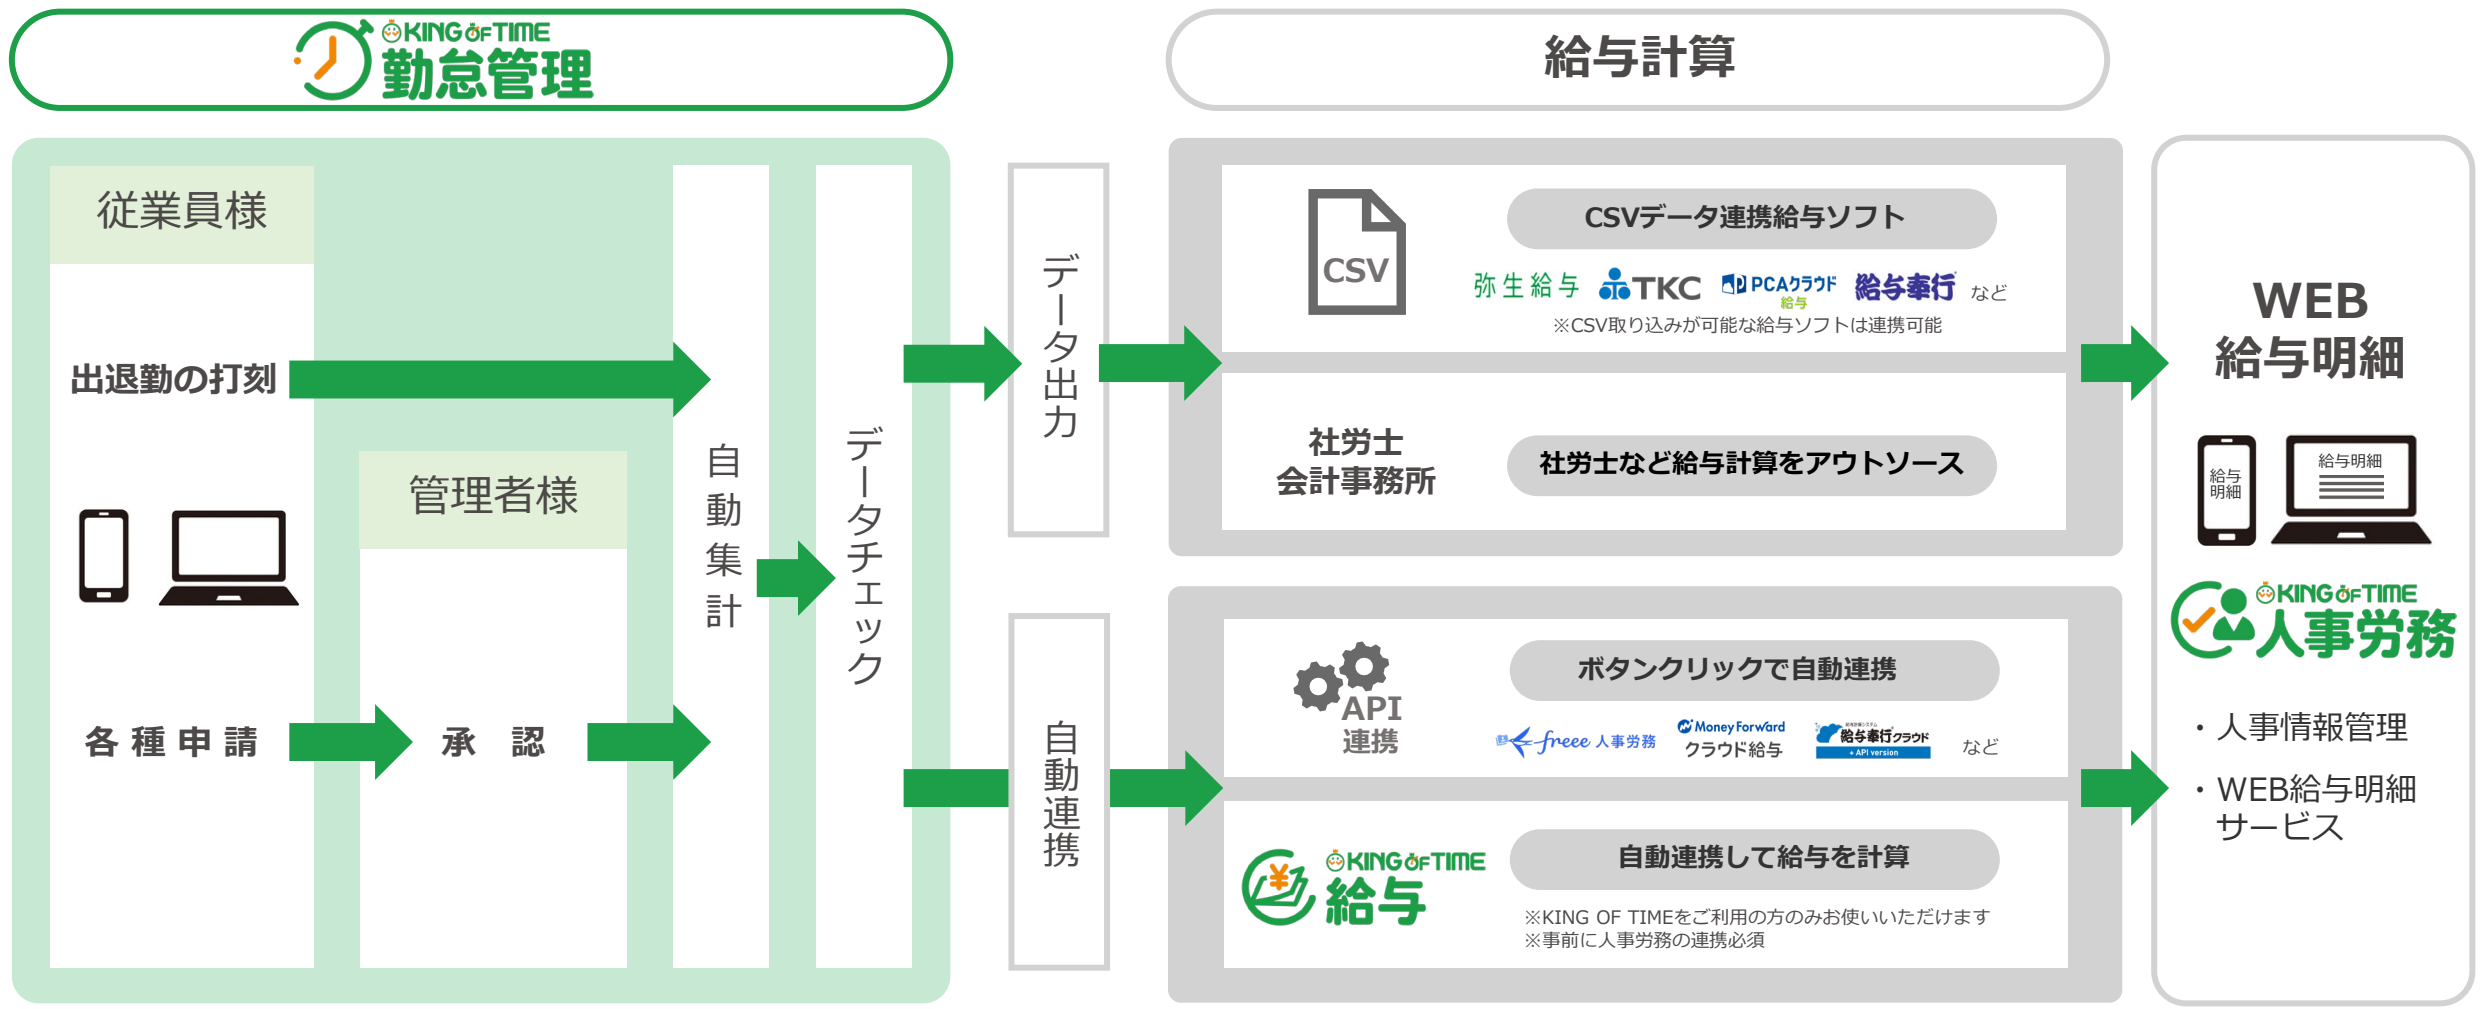 KING OF TIME
勤怠管理
給与計算
従業員様
出退勤の打刻
各種申請
管理者様
承 認
自動集計
データチェック
データ出力
自動連携
CSV
CSVデータ連携給与ソフト
弥生給与
TKC
PCAクラウド
給与
給与奉行
など
※CSV取り込みが可能な給与ソフトは連携可能
社労士
会計事務所
社労士など給与計算をアウトソース
API
連携
ボタンクリックで自動連携
freee 人事労務
Money Forward
クラウド給与
給与奉行クラウド
+ API version
など
KING OF TIME
給与
自動連携して給与を計算
※KING OF TIMEをご利用の方のみお使いいただけます
※事前に人事労務の連携必須
WEB
給与明細
給与
明細
給与明細
KING OF TIME
人事労務
・人事情報管理
・WEB給与明細
サービス